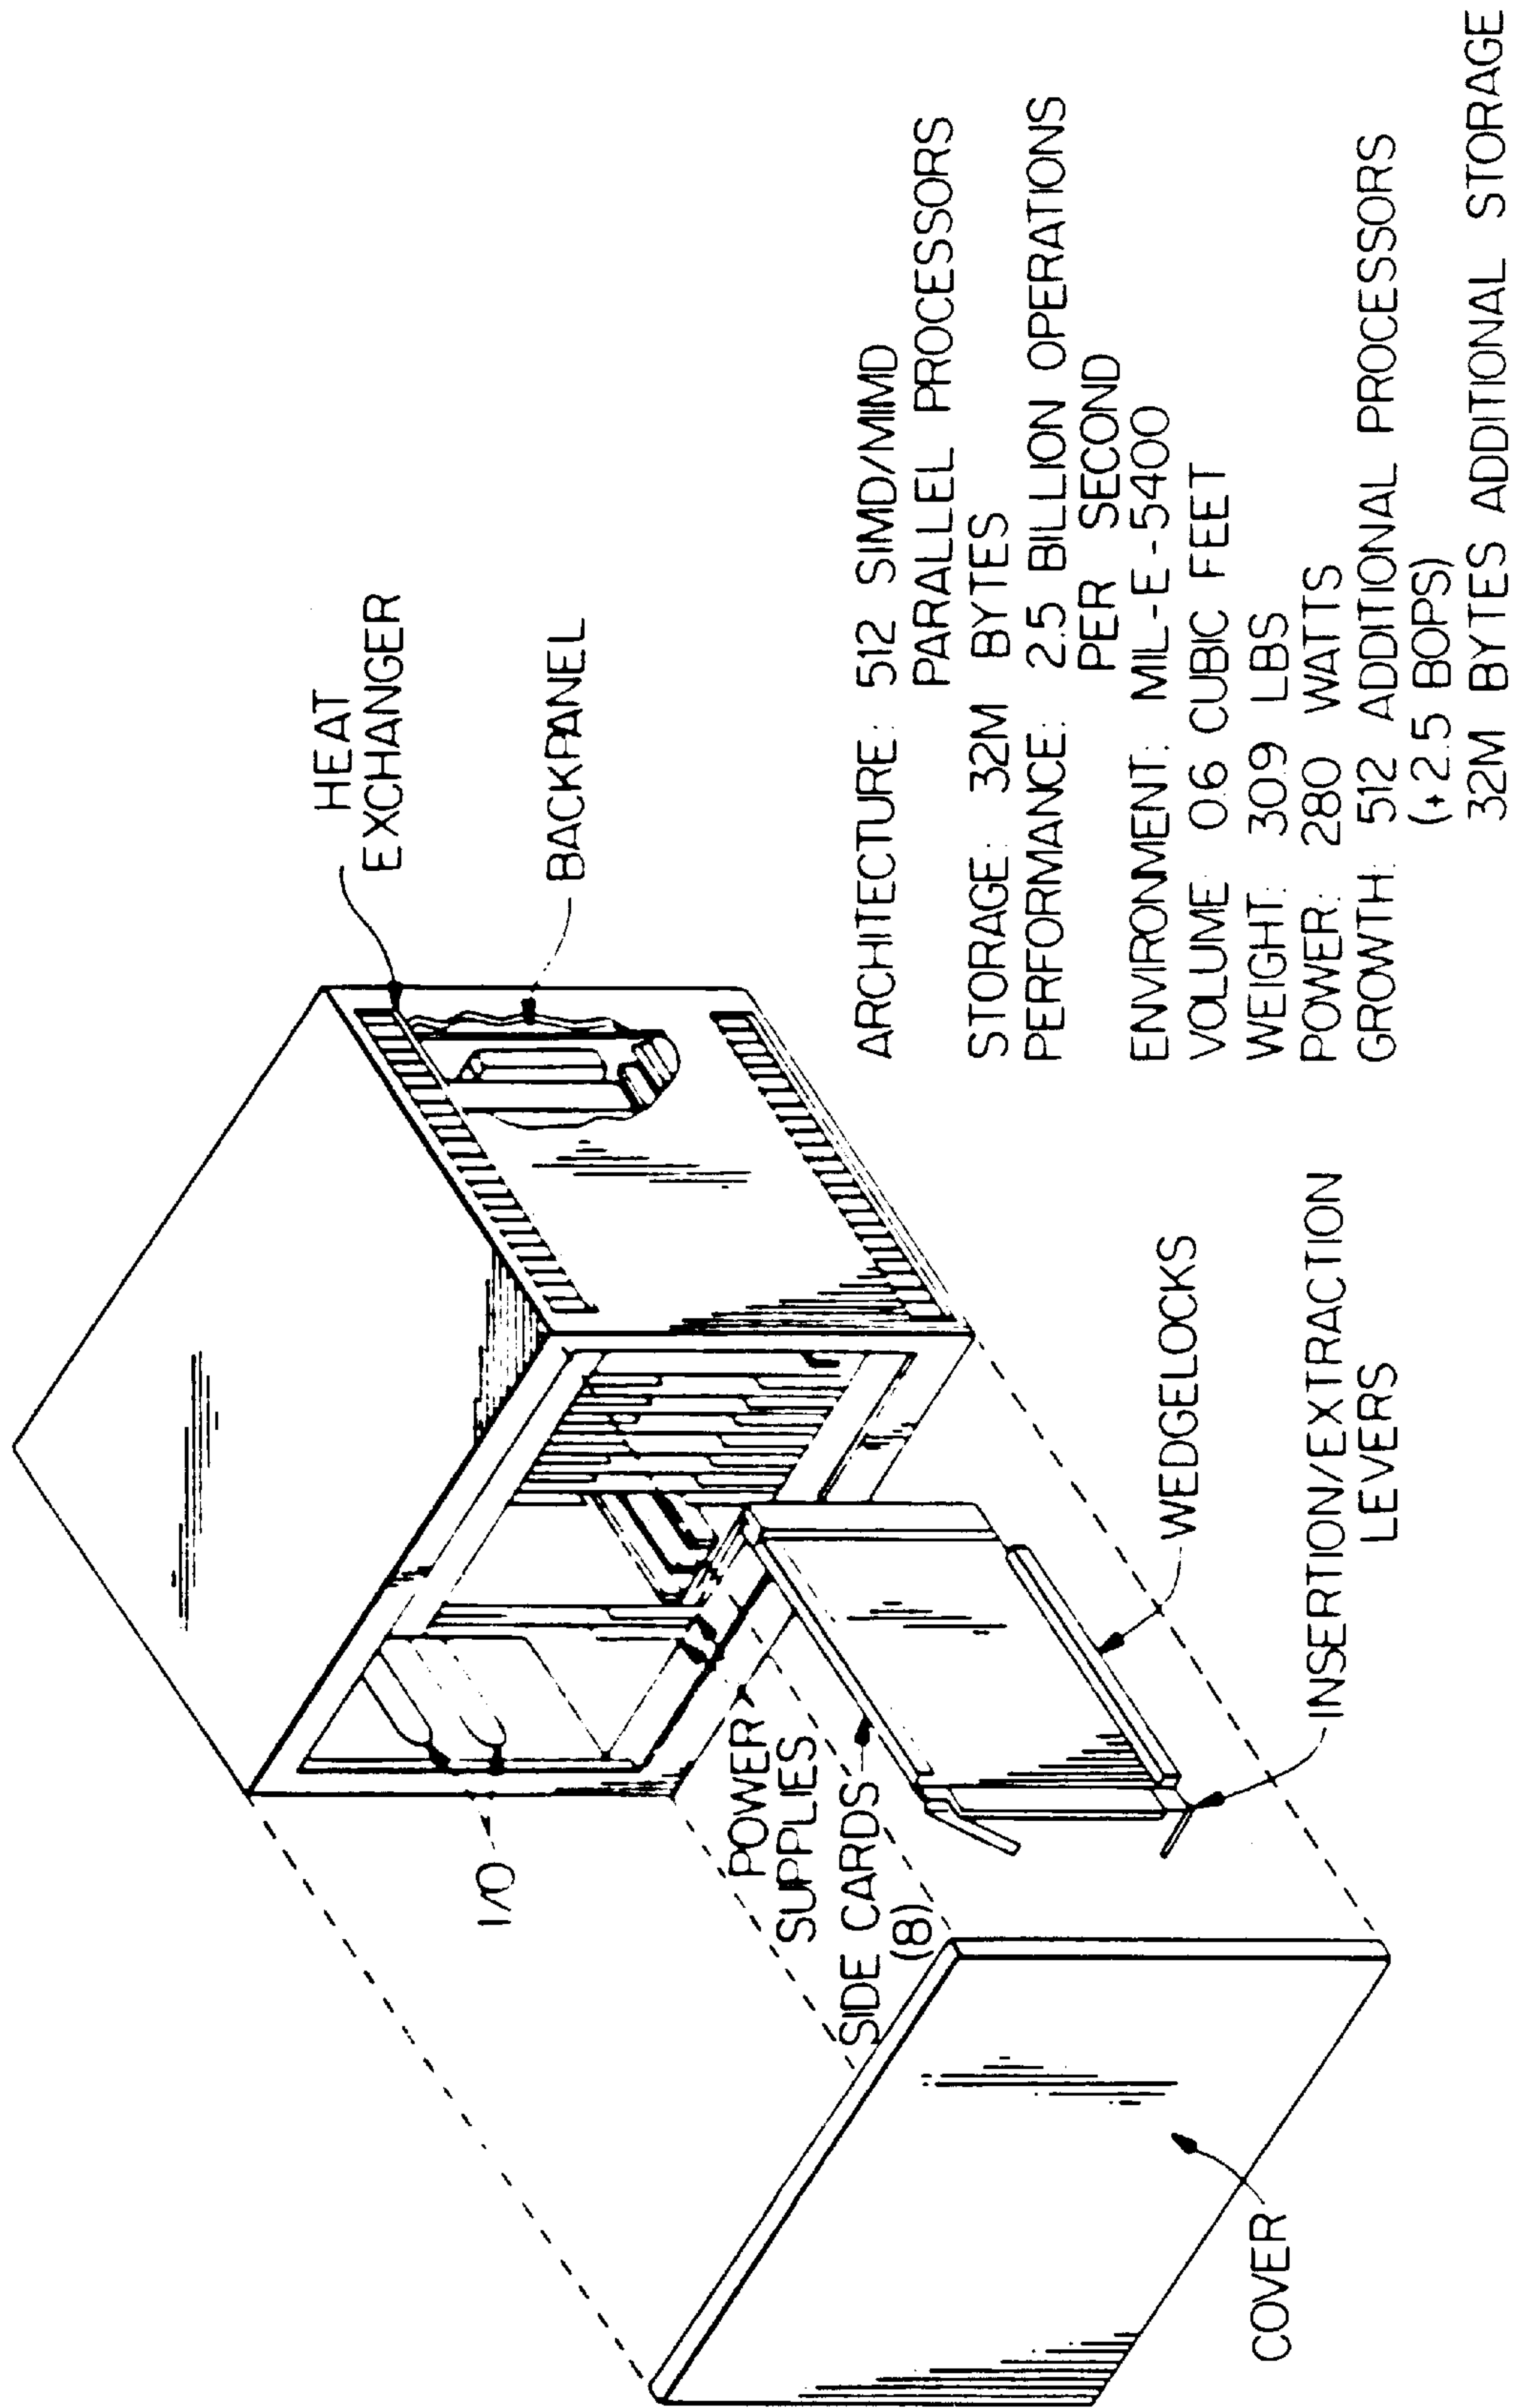 HEAT
EXCHANGER
BACKPANEL
I/O
POWER
SUPPLIES
SIDE CARDS
(8)
WEDGELOCKS
INSERTION/EXTRACTION
LEVERS
COVER
ARCHITECTURE: 512 SIMD/MIMD
PARALLEL PROCESSORS
STORAGE: 32M BYTES
PERFORMANCE: 2.5 BILLION OPERATIONS
PER SECOND
ENVIRONMENT: MIL-E-5400
VOLUME: 0.6 CUBIC FEET
WEIGHT: 30.9 LBS
POWER: 280 WATTS
GROWTH: 512 ADDITIONAL PROCESSORS
(+2.5 BOPS)
32M BYTES ADDITIONAL STORAGE